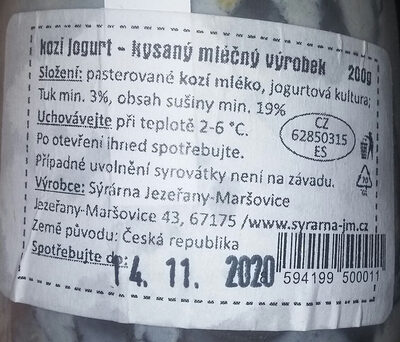 kozí jogurt - kysaný mléčný výrobek 200g
Složení: pasterované kozí mléko, jogurtová kultura;
Tuk min. 3%, obsah sušiny min. 19%
Uchovávejte při teplotě 2-6 °C.
Po otevření ihned spotřebujte.
Případné uvolnění syrovátky není na závadu.
CZ
62850315
ES
Výrobce: Sýrárna Jezeřany-Maršovice
Jezeřany-Maršovice 43, 67175 /www.syrarna-jm.cz
Země původu: Česká republika
Spotřebujte do: 14. 11. 2020
594199 500011